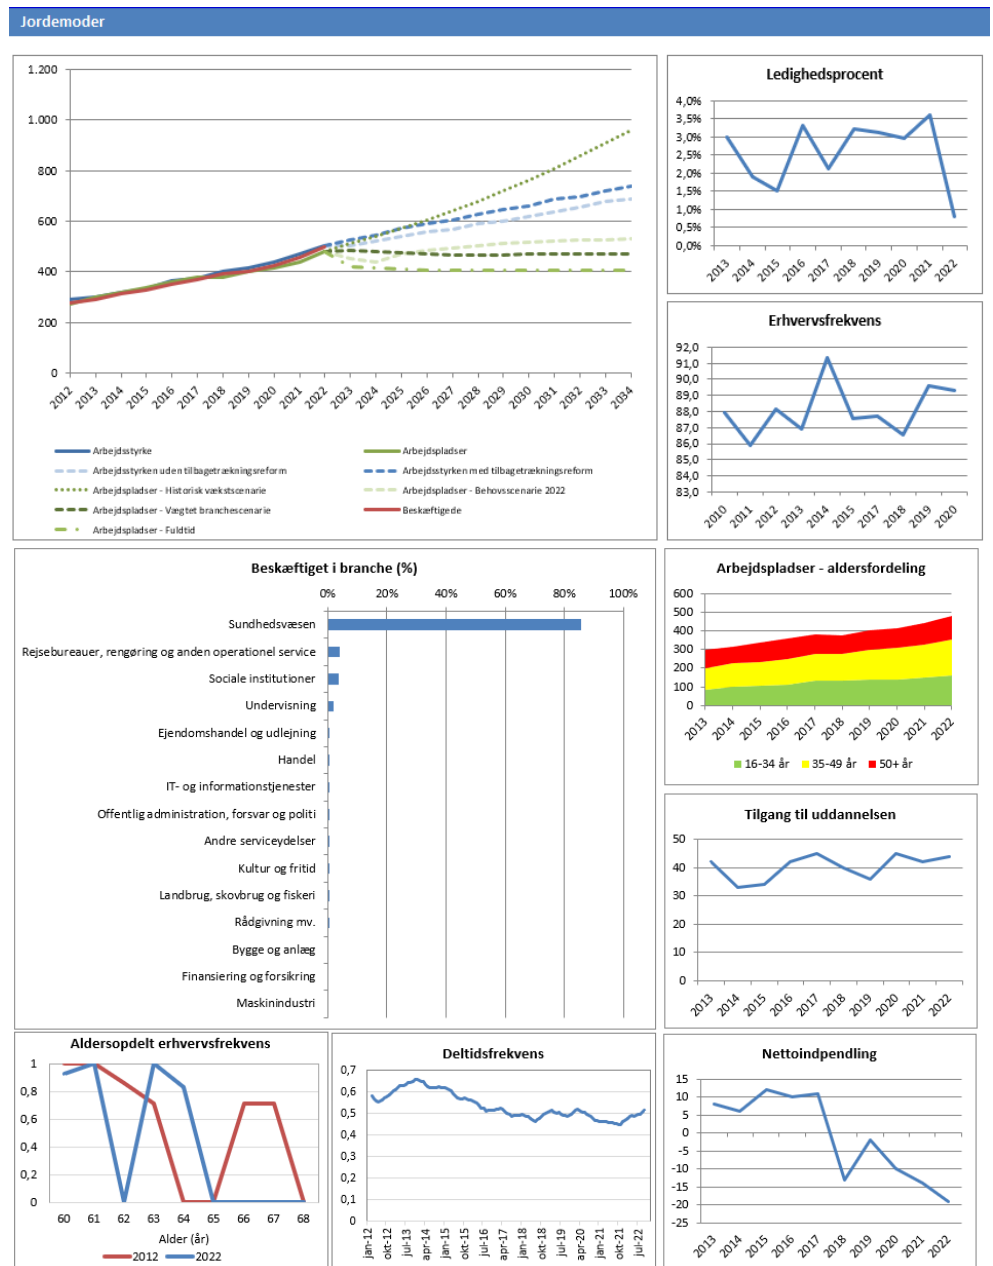 Jordemoder
1.200
1.000
800
600
400
200
0
2012 2013 2014 2015 2016 2017 2018 2019 2020 2021 2022 2023 2024 2025 2026 2027 2028 2029 2030 2031 2032 2033 2034
Arbejdsstyrke
Arbejdspladser
Arbejdsstyrken uden tilbagetrækningsreform
Arbejdsstyrken med tilbagetrækningsreform
Arbejdspladser - Historisk vækstscenarie
Arbejdspladser - Behovsscenarie 2022
Arbejdspladser - Vægtet branchescenarie
Beskæftigede
Arbejdspladser - Fuldtid
Ledighedsprocent
4,0%
3,5%
3,0%
2,5%
2,0%
1,5%
1,0%
0,5%
0,0%
2013 2014 2015 2016 2017 2018 2019 2020 2021 2022
Erhvervsfrekvens
92,0
91,0
90,0
89,0
88,0
87,0
86,0
85,0
84,0
83,0
2010 2011 2012 2013 2014 2015 2017 2018 2019 2020
Beskæftiget i branche (%)
0% 20% 40% 60% 80% 100%
Sundhedsvæsen
Rejsebureauer, rengøring og anden operationel service
Sociale institutioner
Undervisning
Ejendomshandel og udlejning
Handel
IT- og informationstjenester
Offentlig administration, forsvar og politi
Andre serviceydelser
Kultur og fritid
Landbrug, skovbrug og fiskeri
Rådgivning mv.
Bygge og anlæg
Finansiering og forsikring
Maskinindustri
Arbejdspladser - aldersfordeling
600
500
400
300
200
100
0
2013 2014 2015 2016 2017 2018 2019 2020 2021 2022
16-34 år 35-49 år 50+ år
Tilgang til uddannelsen
50
40
30
20
10
0
2013 2014 2015 2016 2017 2018 2019 2020 2021 2022
Aldersopdelt erhvervsfrekvens
1
0,8
0,6
0,4
0,2
0
60 61 62 63 64 65 66 67 68
Alder (år)
2012 2022
Deltidsfrekvens
0,7
0,6
0,5
0,4
0,3
0,2
0,1
0
jan-12 okt-12 jul-13 apr-14 jan-15 okt-15 jul-16 apr-17 jan-18 okt-18 jul-19 apr-20 jan-21 okt-21 jul-22
Nettoindpendling
15
10
5
0
-5
-10
-15
-20
-25
2013 2014 2015 2016 2017 2018 2019 2020 2021 2022